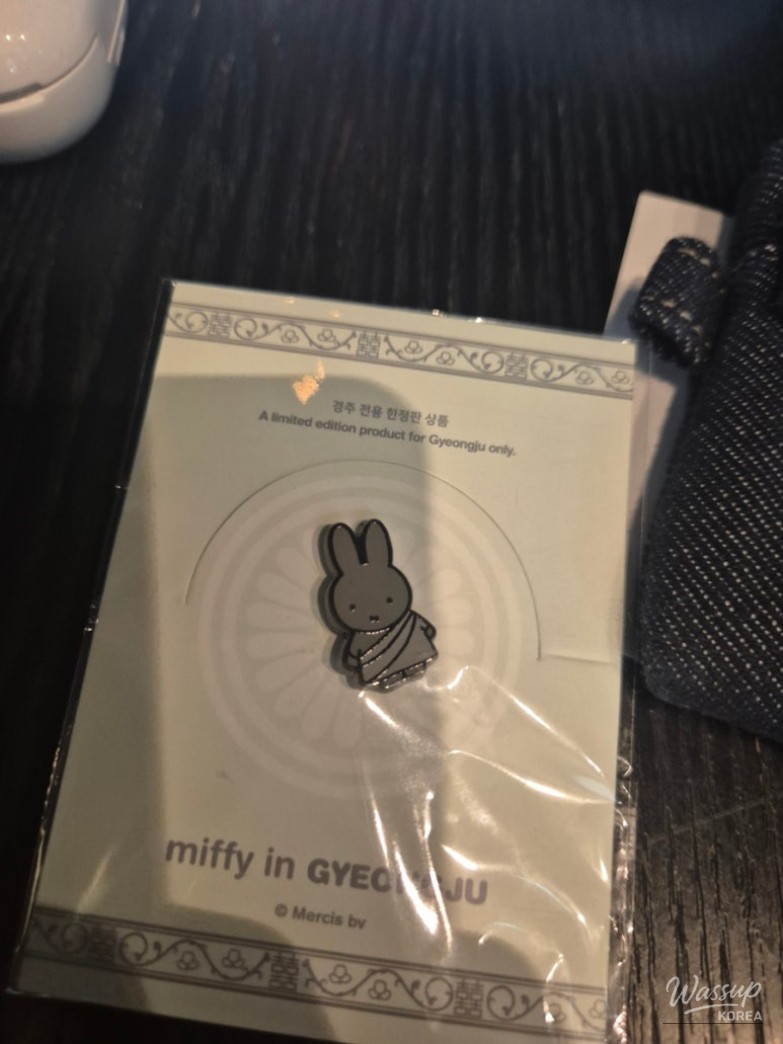 경주 전용 한정판 상품
A limited edition product for Gyeongju only.
miffy in GYEONGJU
© Mercis bv
Wassup
KOREA